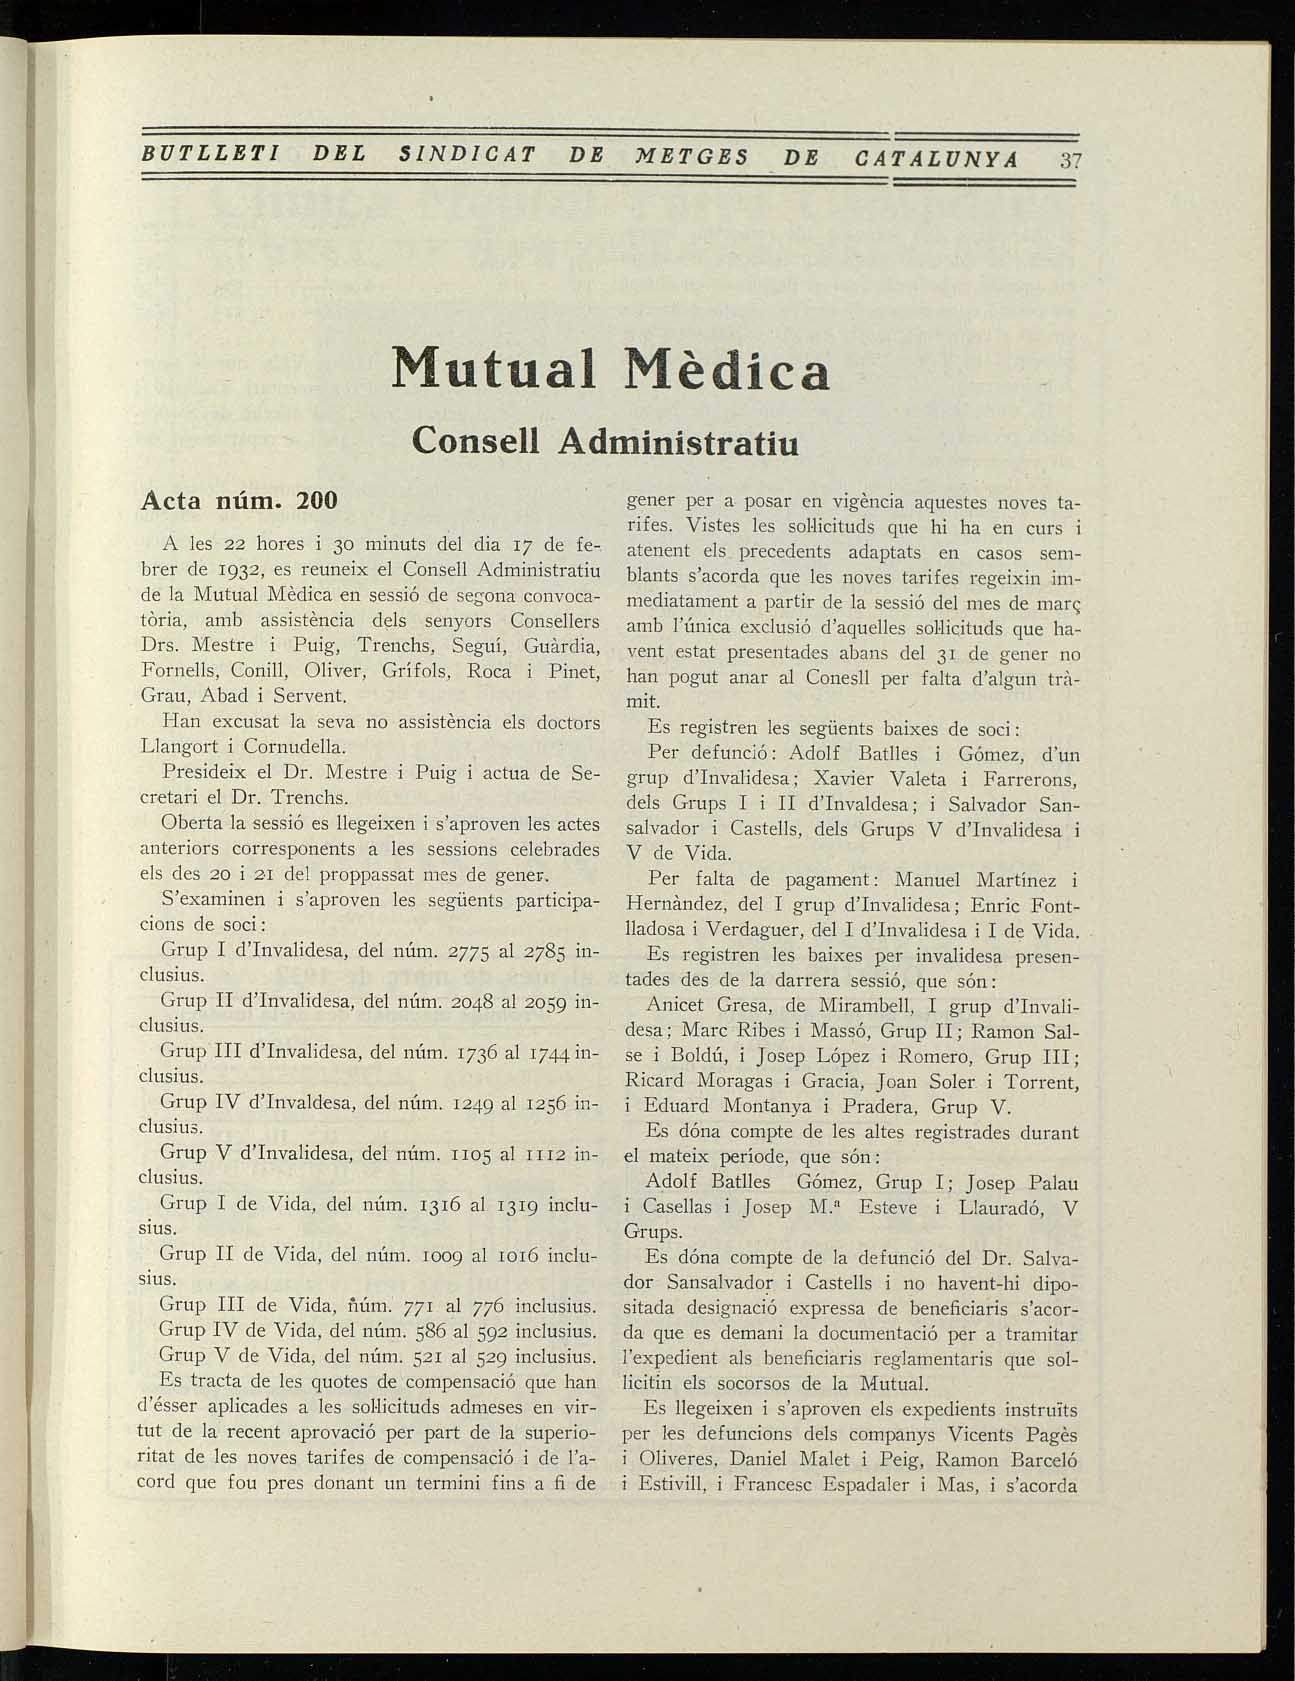 BUTLLETI DEL SINDICAT DE METGES DE CATALUNYA 37
Mutual Mèdica
Consell Administratiu
Acta núm. 200
A les 22 hores i 30 minuts del dia 17 de fe-
brer de 1932, es reuneix el Consell Administratiu
de la Mutual Mèdica en sessió de segona convoca-
tòria, amb assistència dels senyors Consellers
Drs. Mestre i Puig, Trenchs, Seguí, Guàrdia,
Fornells, Conill, Oliver, Grífols, Roca i Pinet,
Grau, Abad i Servent.
Han excusat la seva no assistència els doctors
Llangort i Cornudella.
Presideix el Dr. Mestre i Puig i actua de Se-
cretari el Dr. Trenchs.
Oberta la sessió es llegeixen i s'aproven les actes
anteriors corresponents a les sessions celebrades
els des 20 i 21 del proppassat mes de gener.
S'examinen i s'aproven les següents participa-
cions de soci:
Grup I d'Invalidesa, del núm. 2775 al 2785 in-
clusius.
Grup II d'Invalidesa, del núm. 2048 al 2059 in-
clusius.
Grup III d'Invalidesa, del núm. 1736 al 1744 in-
clusius.
Grup IV d'Invaldesa, del núm. 1249 al 1256 in-
clusius.
Grup V d'Invalidesa, del núm. 1105 al 1112 in-
clusius.
Grup I de Vida, del núm. 1316 al 1319 inclu-
sius.
Grup II de Vida, del núm. 1009 al 1016 inclu-
sius.
Grup III de Vida, núm. 771 al 776 inclusius.
Grup IV de Vida, del núm. 586 al 592 inclusius.
Grup V de Vida, del núm. 521 al 529 inclusius.
Es tracta de les quotes de compensació que han
d'ésser aplicades a les sol·licituds admeses en vir-
tut de la recent aprovació per part de la superio-
ritat de les noves tarifes de compensació i de l'a-
cord que fou pres donant un termini fins a fi de
gener per a posar en vigència aquestes noves ta-
rifes. Vistes les sol·licituds que hi ha en curs i
atenent els precedents adaptats en casos sem-
blants s'acorda que les noves tarifes regeixin im-
mediatament a partir de la sessió del mes de març
amb l'única exclusió d'aquelles sol·licituds que ha-
vent estat presentades abans del 31 de gener no
han pogut anar al Conesll per falta d'algun trà-
mit.
Es registren les següents baixes de soci:
Per defunció: Adolf Batlles i Gómez, d'un
grup d'Invalidesa; Xavier Valeta i Farrerons,
dels Grups I i II d'Invaldesa; i Salvador San-
salvador i Castells, dels Grups V d'Invalidesa i
V de Vida.
Per falta de pagament: Manuel Martínez i
Hernàndez, del I grup d'Invalidesa; Enric Font-
lladosa i Verdaguer, del I d'Invalidesa i I de Vida.
Es registren les baixes per invalidesa presen-
tades des de la darrera sessió, que són:
Anicet Gresa, de Mirambell, I grup d'Invali-
desa; Marc Ribes i Massó, Grup II; Ramon Sal-
se i Boldú, i Josep López i Romero, Grup III;
Ricard Moragas i Gracia, Joan Soler i Torrent,
i Eduard Montanya i Pradera, Grup V.
Es dóna compte de les altes registrades durant
el mateix període, que són:
Adolf Batlles Gómez, Grup I; Josep Palau
i Casellas i Josep M.ª Esteve i Llauradó, V
Grups.
Es dóna compte de la defunció del Dr. Salva-
dor Sansalvador i Castells i no havent-hi dipo-
sitada designació expressa de beneficiaris s'acor-
da que es demani la documentació per a tramitar
l'expedient als beneficiaris reglamentaris que sol-
licitin els socorsos de la Mutual.
Es llegeixen i s'aproven els expedients instruïts
per les defuncions dels companys Vicents Pagès
i Oliveres, Daniel Malet i Peig, Ramon Barceló
i Estivill, i Francesc Espadaler i Mas, i s'acorda